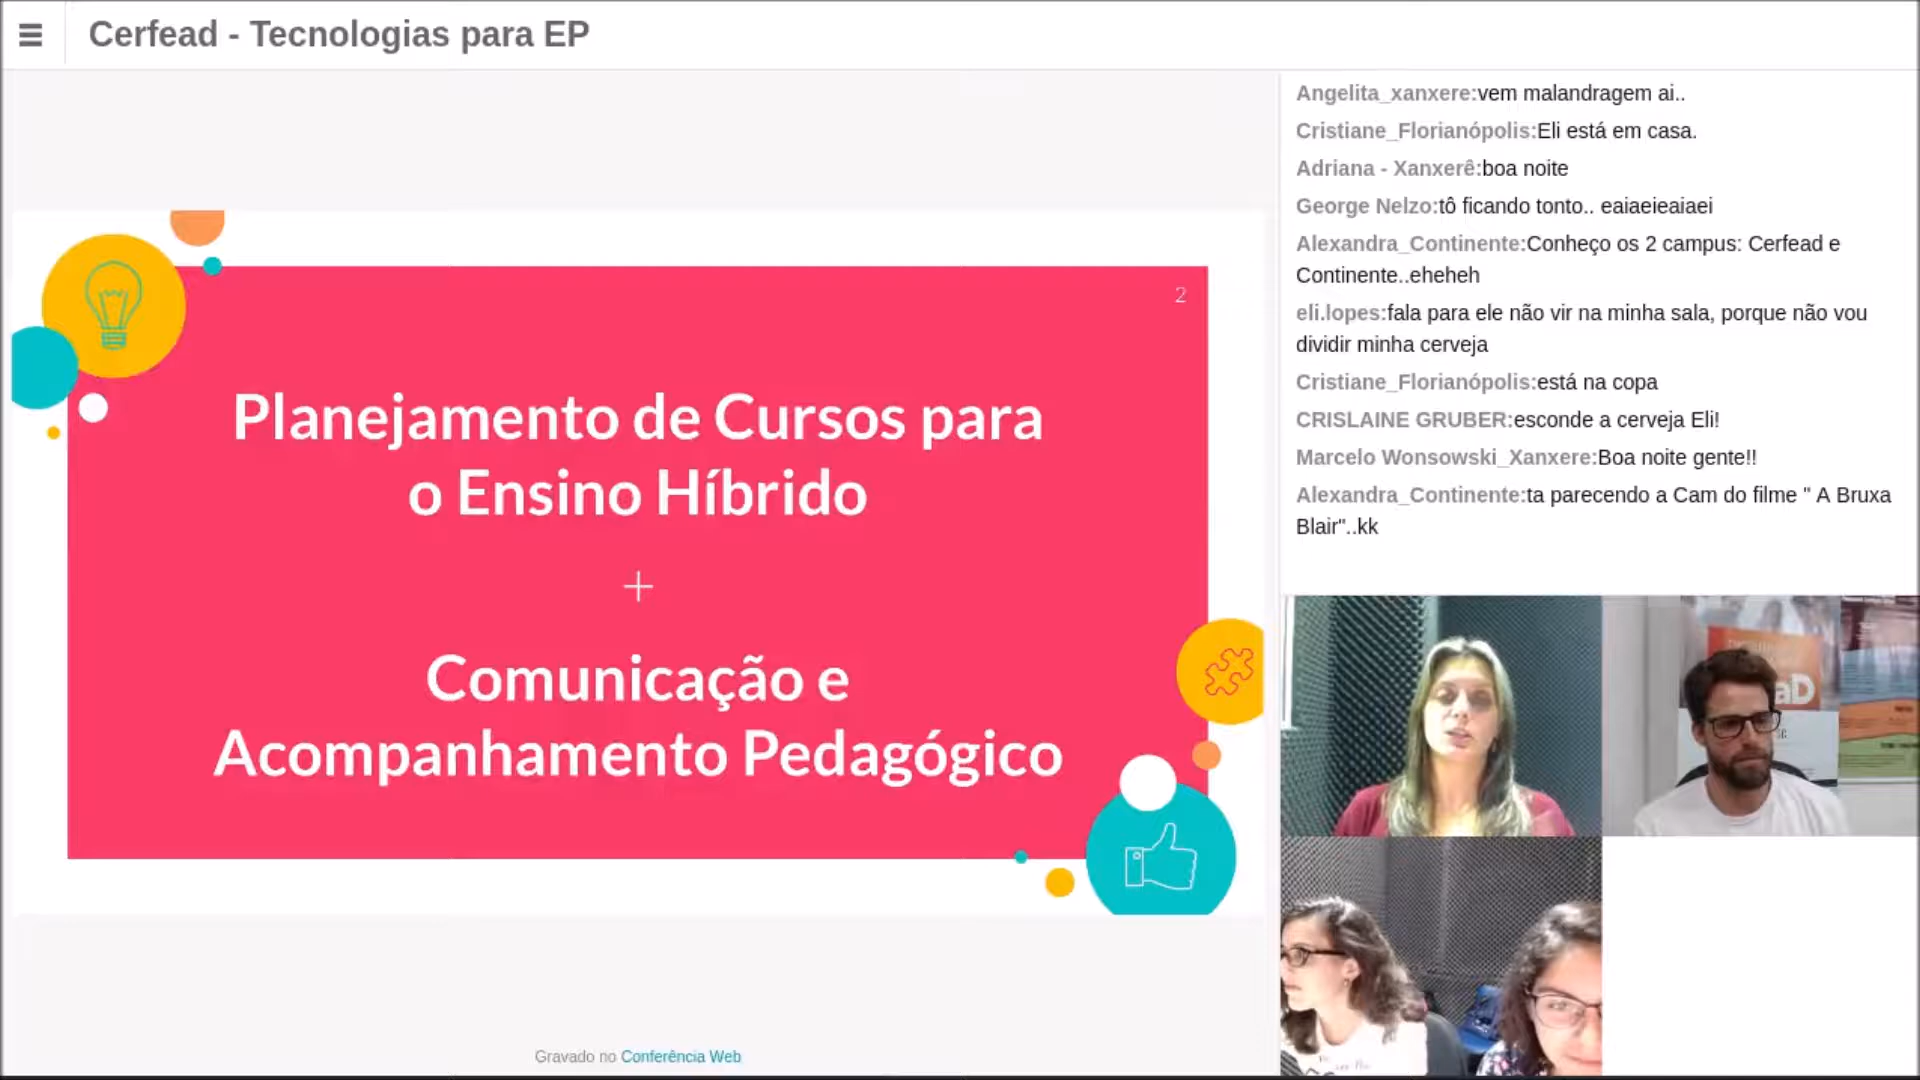 Cerfead - Tecnologias para EP
2
Planejamento de Cursos para
o Ensino Híbrido
+
Comunicação e
Acompanhamento Pedagógico
Gravado no Conferência Web
Angelita_xanxere:vem malandragem ai..
Cristiane_Florianópolis:Eli está em casa.
Adriana - Xanxerê:boa noite
George Nelzo:tô ficando tonto.. eaiaeieaiaei
Alexandra_Continente:Conheço os 2 campus: Cerfead e
Continente..eheheh
eli.lopes:fala para ele não vir na minha sala, porque não vou
dividir minha cerveja
Cristiane_Florianópolis:está na copa
CRISLAINE GRUBER:esconde a cerveja Eli!
Marcelo Wonsowski_Xanxere:Boa noite gente!!
Alexandra_Continente:ta parecendo a Cam do filme " A Bruxa
Blair"..kk
aD